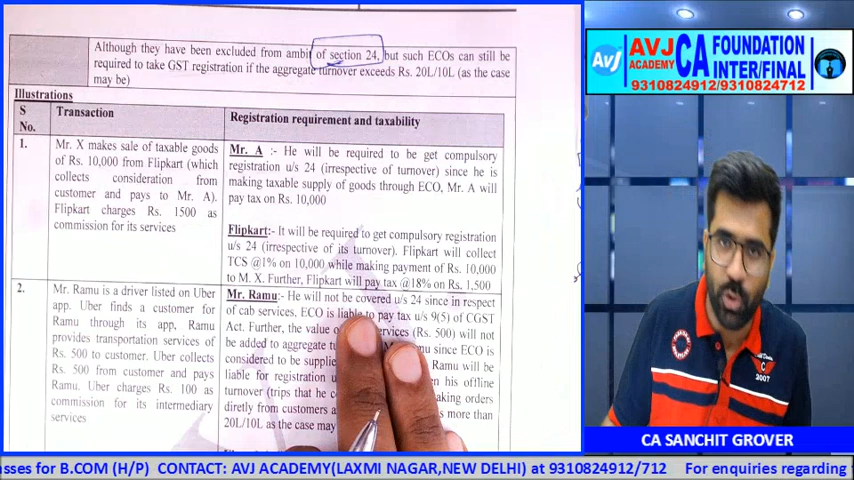 Although they have been excluded from ambit of section 24, but such ECOs can still be
required to take GST registration if the aggregate turnover exceeds Rs. 20L/10L (as the case
may be)
Illustrations
S No.
Transaction
Registration requirement and taxability
1.
Mr. X makes sale of taxable goods
of Rs. 10,000 from Flipkart (which
collects consideration from
customer and pays to Mr. A).
Flipkart charges Rs. 1500 as
commission for its services
Mr. A :- He will be required to be get compulsory
registration u/s 24 (irrespective of turnover) since he is
making taxable supply of goods through ECO, Mr. A will
pay tax on Rs. 10,000
Flipkart:- It will be required to get compulsory registration
u/s 24 (irrespective of its turnover). Flipkart will collect
TCS @1% on 10,000 while making payment of Rs. 10,000
to M. X. Further, Flipkart will pay tax @18% on Rs. 1,500
2.
Mr. Ramu is a driver listed on Uber
app. Uber finds a customer for
Ramu through its app, Ramu
provides transportation services of
Rs. 500 to customer. Uber collects
Rs. 500 from customer and pays
Ramu. Uber charges Rs. 100 as
commission for its intermediary
services
Mr. Ramu:- He will not be covered u/s 24 since in respect
of cab services, ECO is liable to pay tax u/s 9(5) of CGST
Act. Further, the value o services (Rs. 500) will not
be added to aggregate mu since ECO is
considered to be supplie Ramu will be
liable for registration u en his offline
turnover (trips that he c aking orders
directly from customers a s more than
20L/10L as the case may
AVJ
AVJ
ACADEMY
CA
FOUNDATION
INTER/FINAL
9310824912/9310824712
2007
CA SANCHIT GROVER
asses for B.COM (H/P) CONTACT: AVJ ACADEMY(LAXMI NAGAR,NEW DELHI) at 9310824912/712 For enquiries regarding